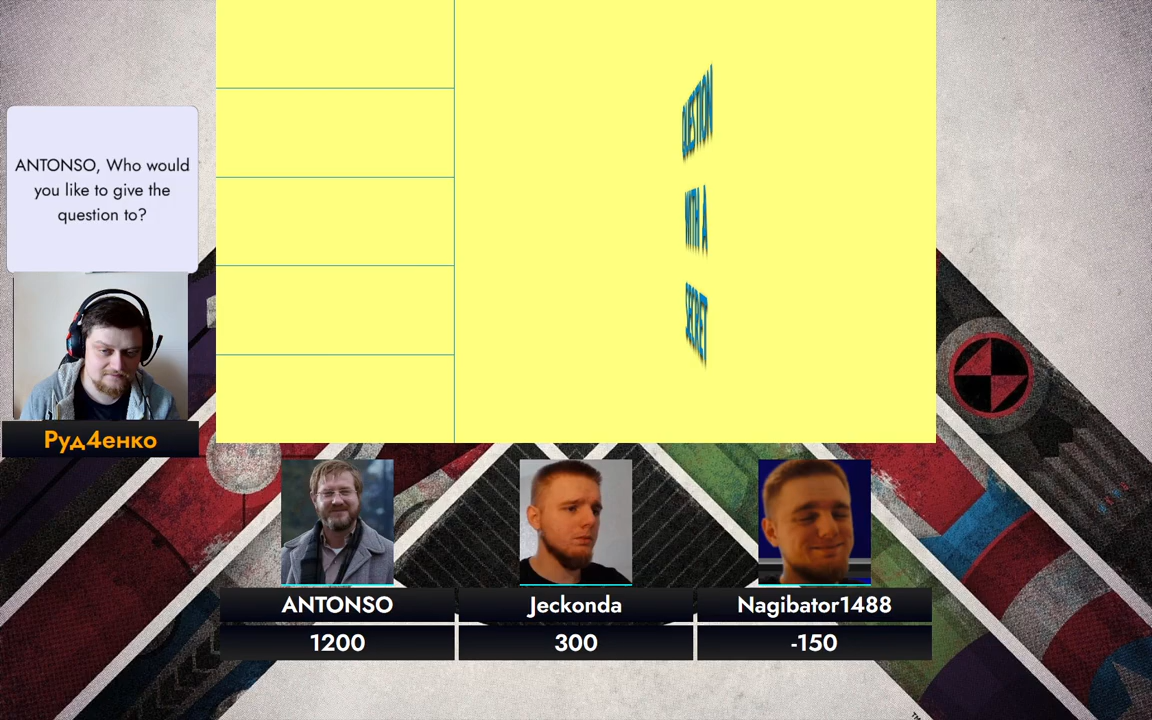 ANTONSO, Who would
you like to give the
question to?
Руд4енко
QUESTION
WITH A
SECRET
ANTONSO
Jeckonda
Nagibator1488
1200
300
-150
TM